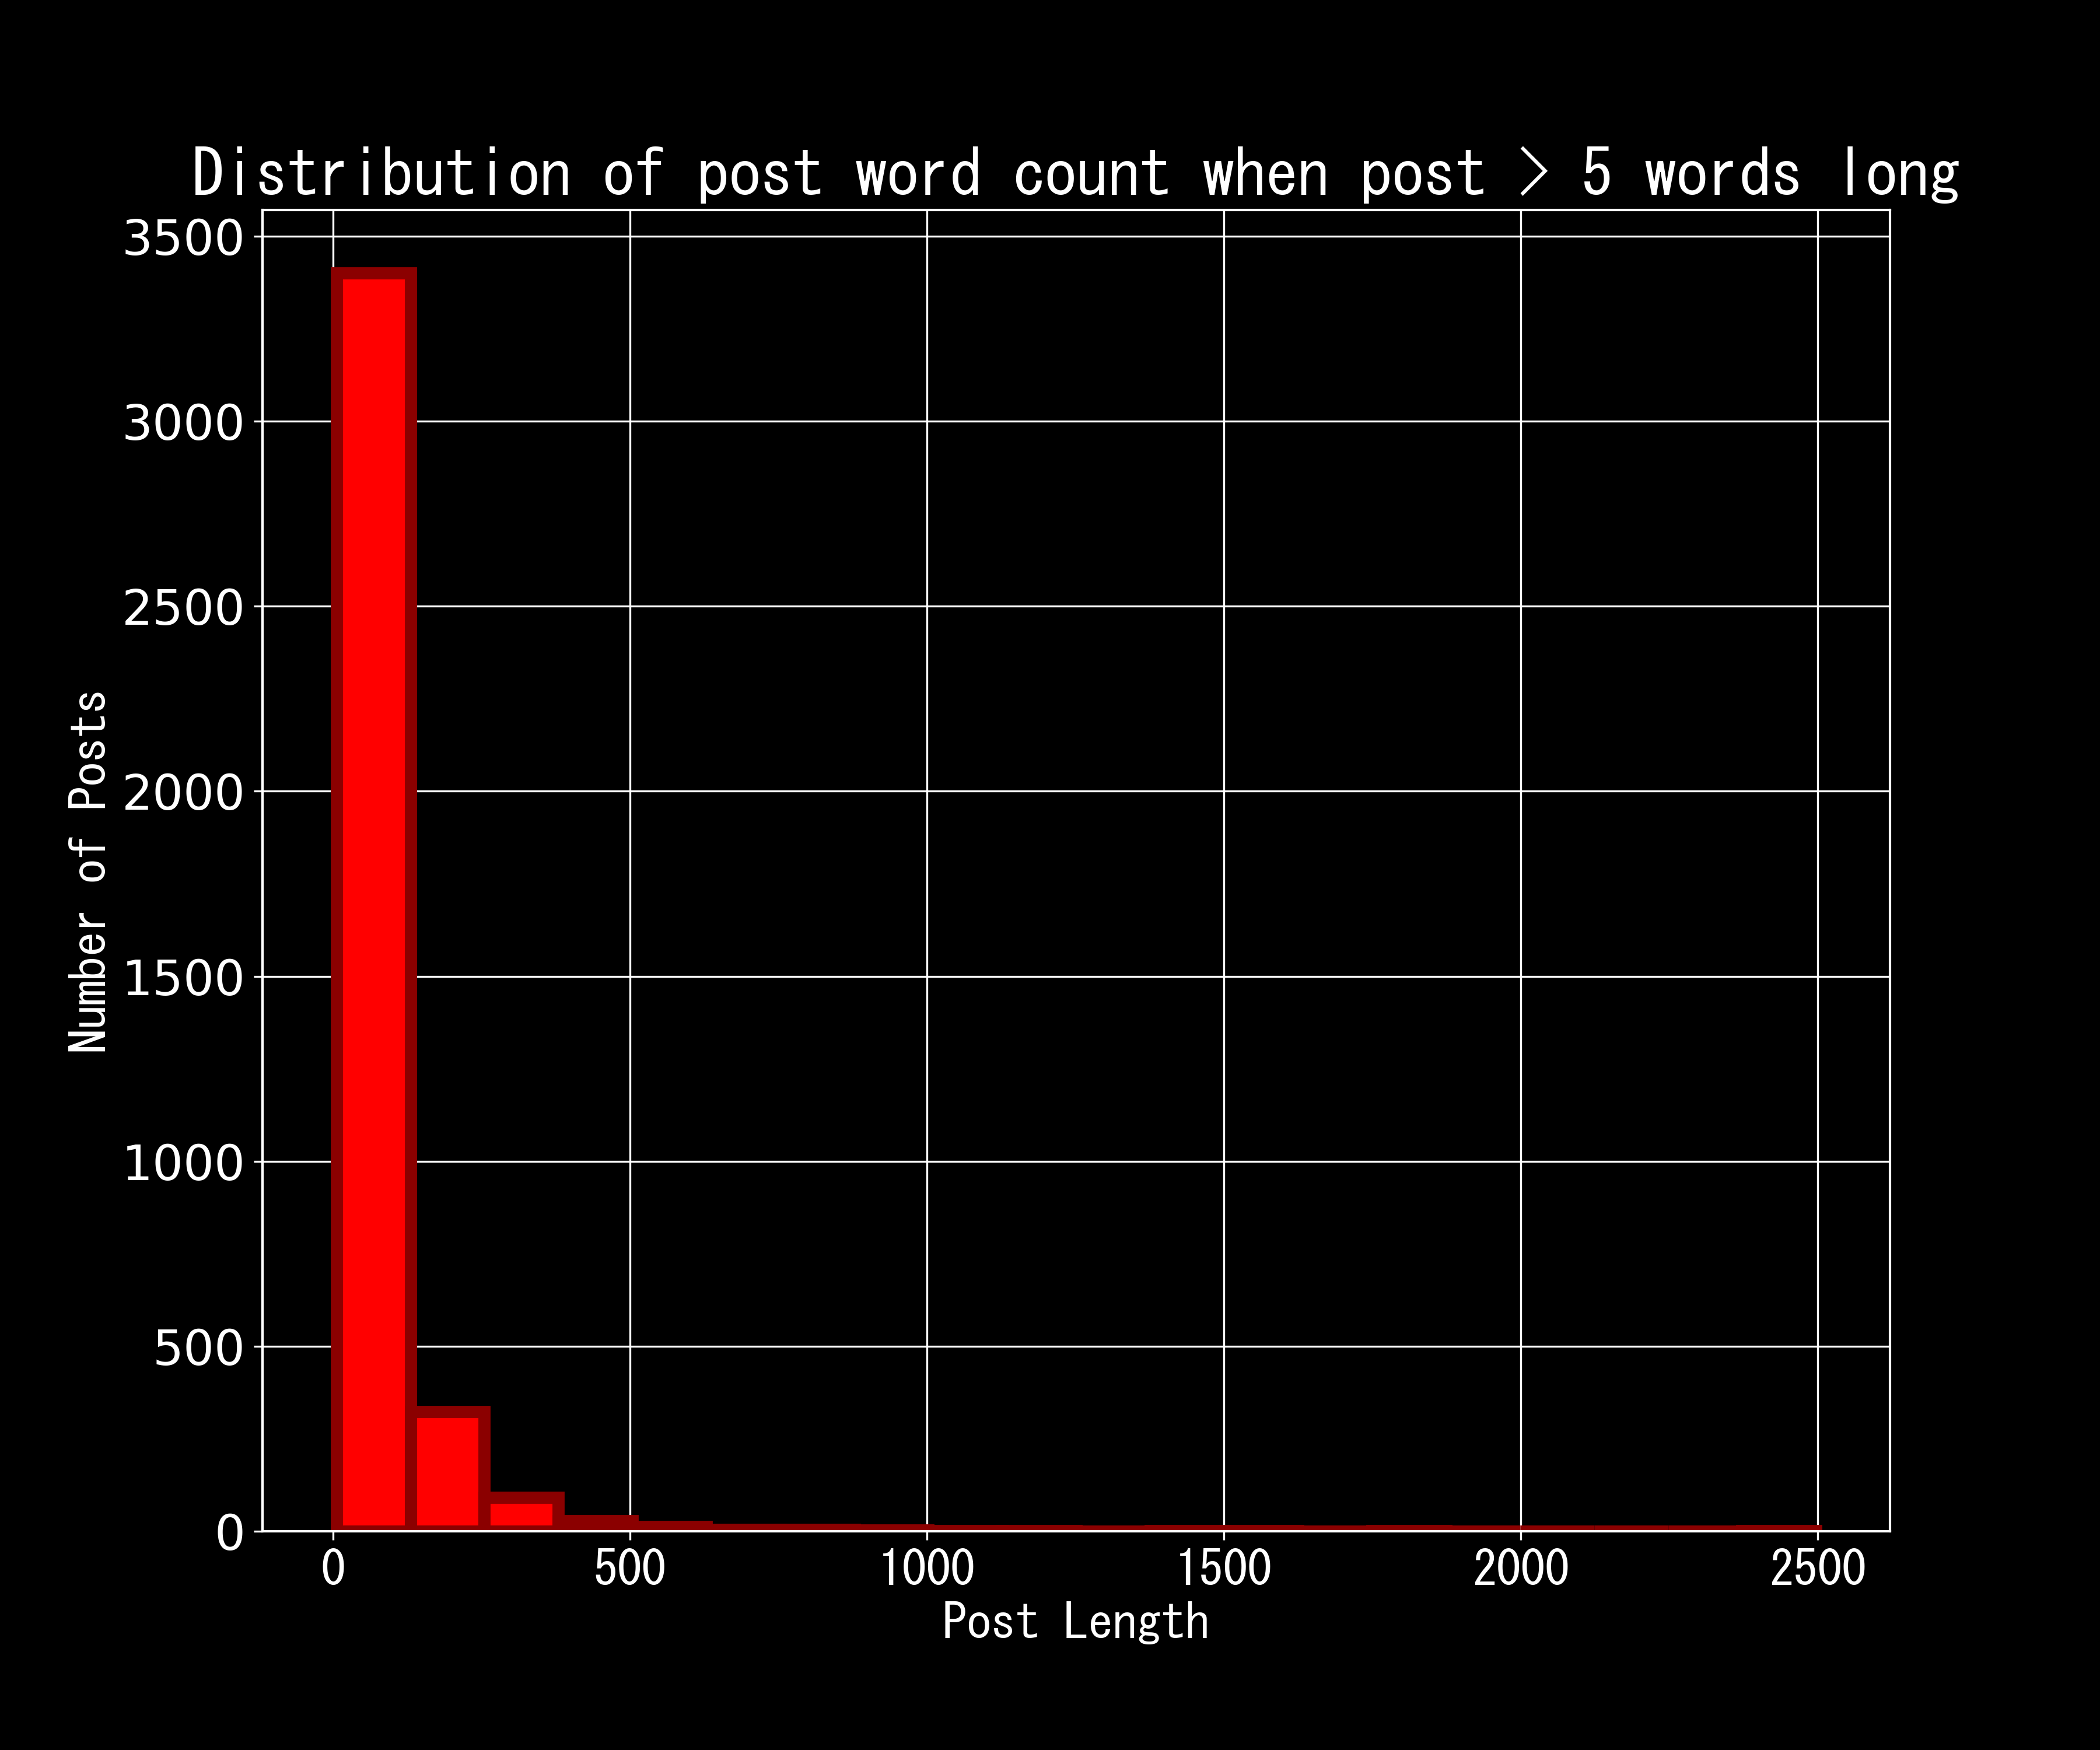 Distribution of post word count when post > 5 words long
3500
3000
2500
2000
1500
1000
500
0
Number of Posts
0 500 1000 1500 2000 2500
Post Length